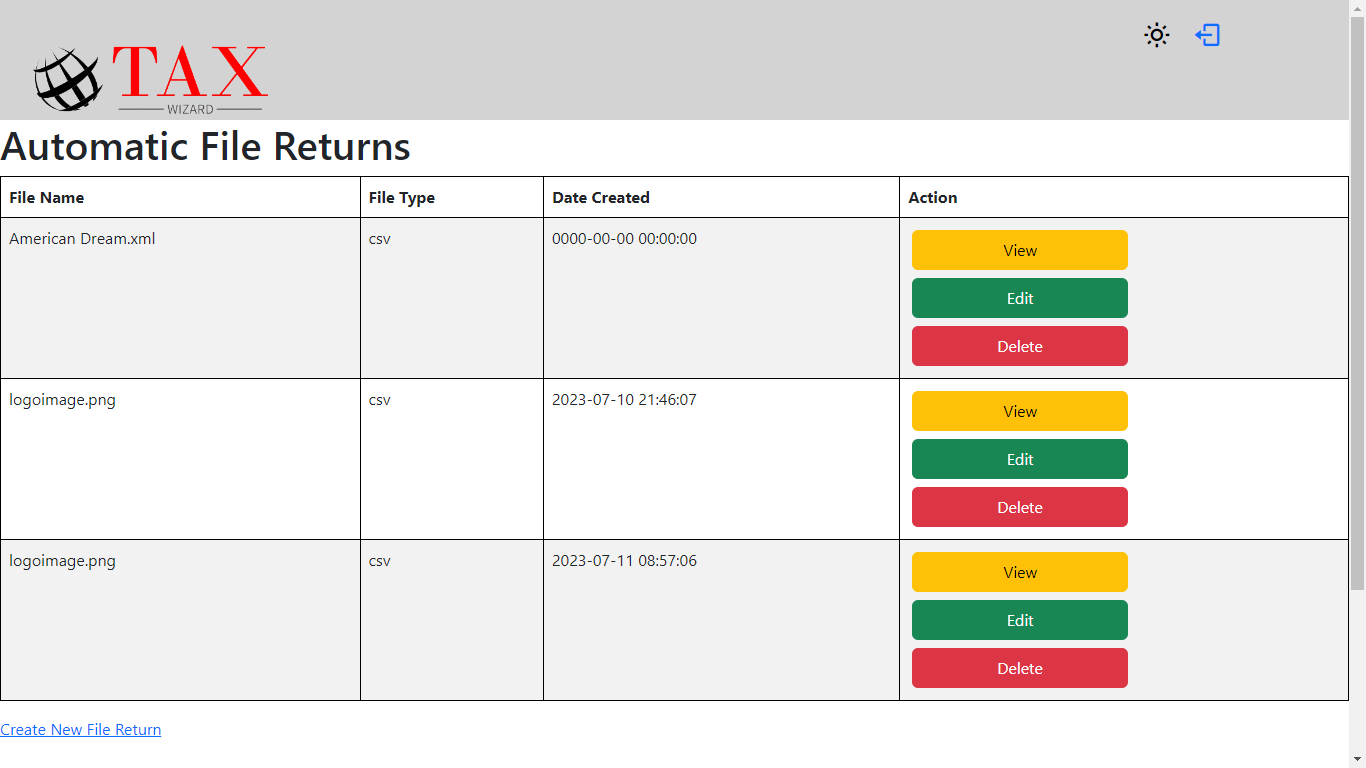 TAX
WIZARD
Automatic File Returns
File Name File Type Date Created Action
American Dream.xml csv 0000-00-00 00:00:00 View
Edit
Delete
logoimage.png csv 2023-07-10 21:46:07 View
Edit
Delete
logoimage.png csv 2023-07-11 08:57:06 View
Edit
Delete
Create New File Return